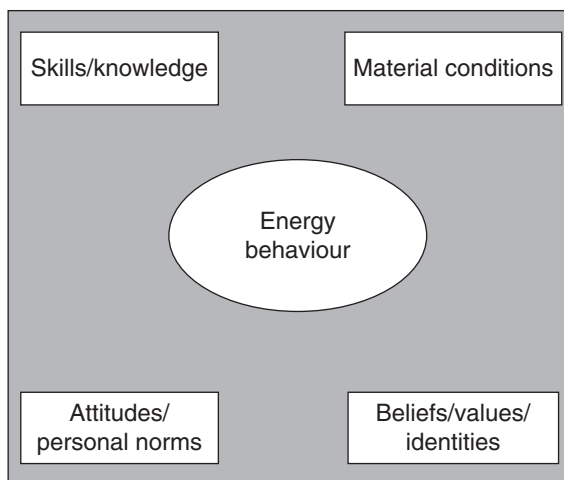 Skills/knowledge
Material conditions
Energy
behaviour
Attitudes/
personal norms
Beliefs/values/
identities